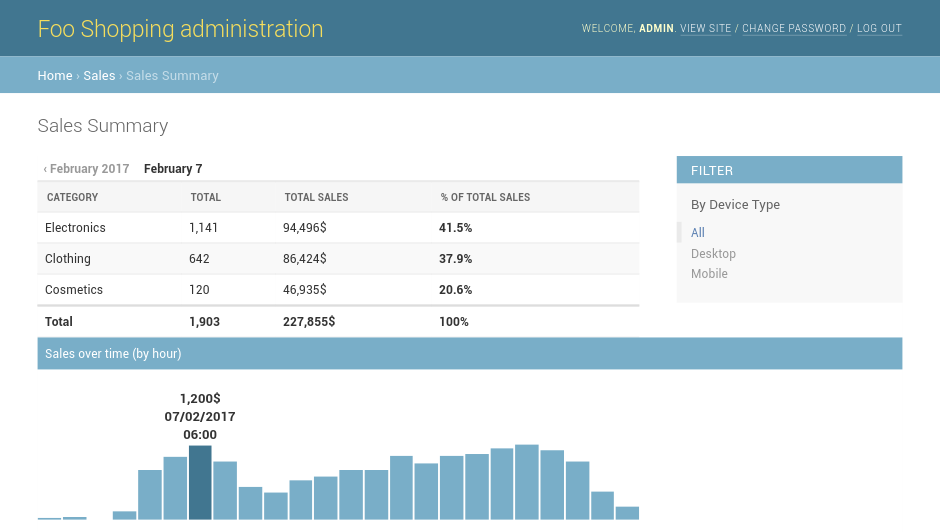 Foo Shopping administration
WELCOME, ADMIN. VIEW SITE / CHANGE PASSWORD / LOG OUT
Home › Sales › Sales Summary
Sales Summary
‹ February 2017 February 7
CATEGORY TOTAL TOTAL SALES % OF TOTAL SALES
Electronics 1,141 94,496$ 41.5%
Clothing 642 86,424$ 37.9%
Cosmetics 120 46,935$ 20.6%
Total 1,903 227,855$ 100%
FILTER
By Device Type
All
Desktop
Mobile
Sales over time (by hour)
1,200$
07/02/2017
06:00